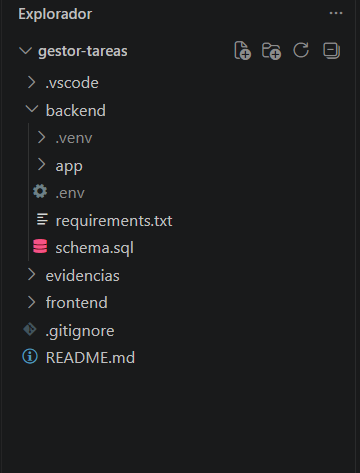 Explorador
gestor-tareas
.vscode
backend
.venv
app
.env
requirements.txt
schema.sql
evidencias
frontend
.gitignore
README.md